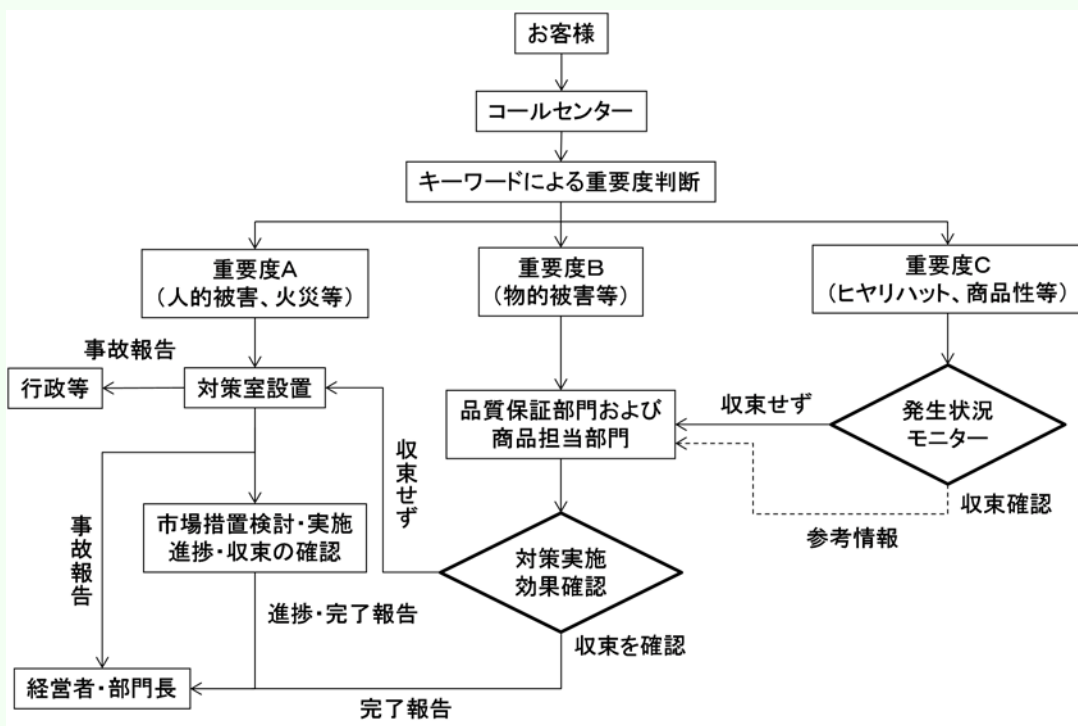 お客様
コールセンター
キーワードによる重要度判断
重要度A
（人的被害、火災等）
重要度B
（物的被害等）
重要度C
（ヒヤリハット、商品性等）
事故報告
行政等
対策室設置
品質保証部門および
商品担当部門
収束せず
発生状況
モニター
収束せず
収束確認
参考情報
事故報告
市場措置検討・実施
進捗・収束の確認
対策実施
効果確認
進捗・完了報告
収束を確認
経営者・部門長
完了報告